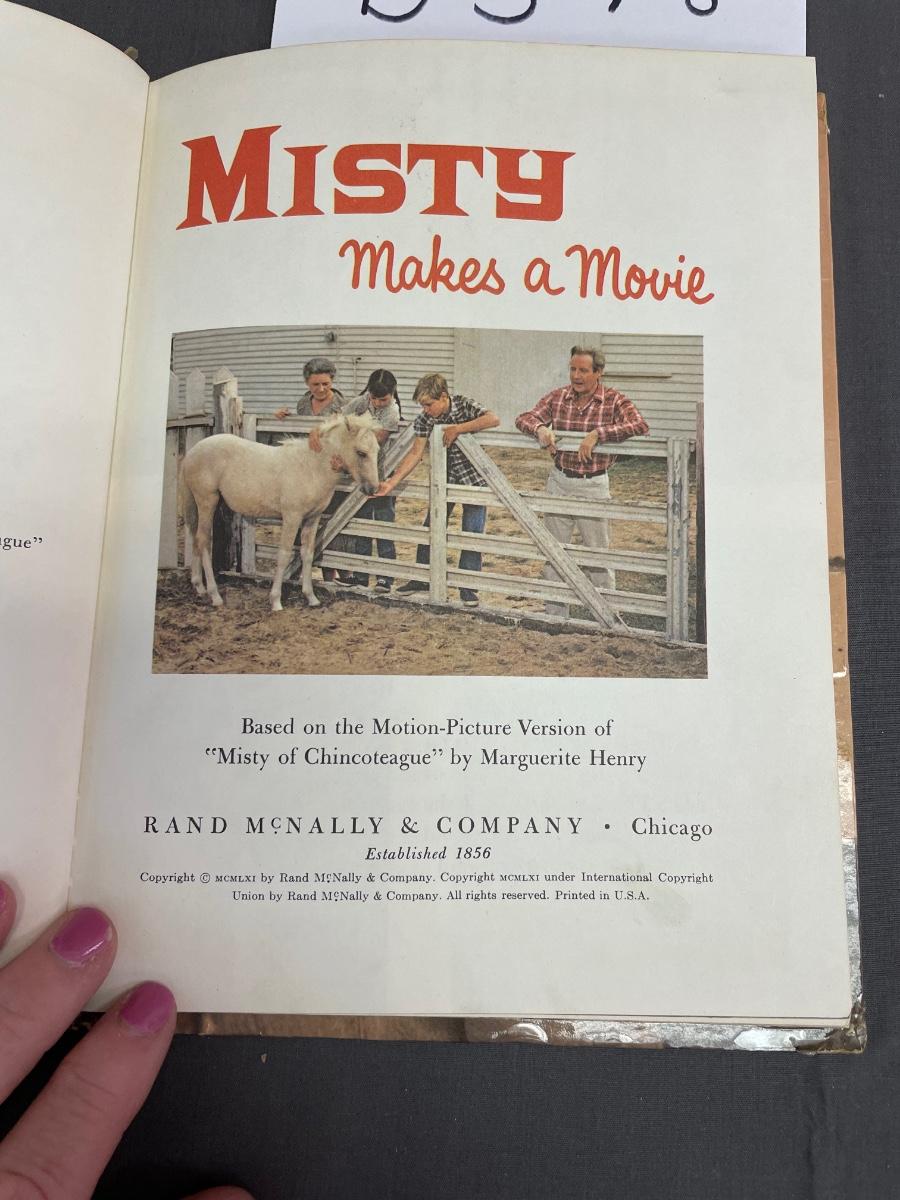 MISTY
Makes a Movie
Based on the Motion-Picture Version of
“Misty of Chincoteague” by Marguerite Henry
RAND MCNALLY & COMPANY • Chicago
Established 1856
Copyright © MCMLXI by Rand McNally & Company. Copyright MCMLXI under International Copyright
Union by Rand McNally & Company. All rights reserved. Printed in U.S.A.